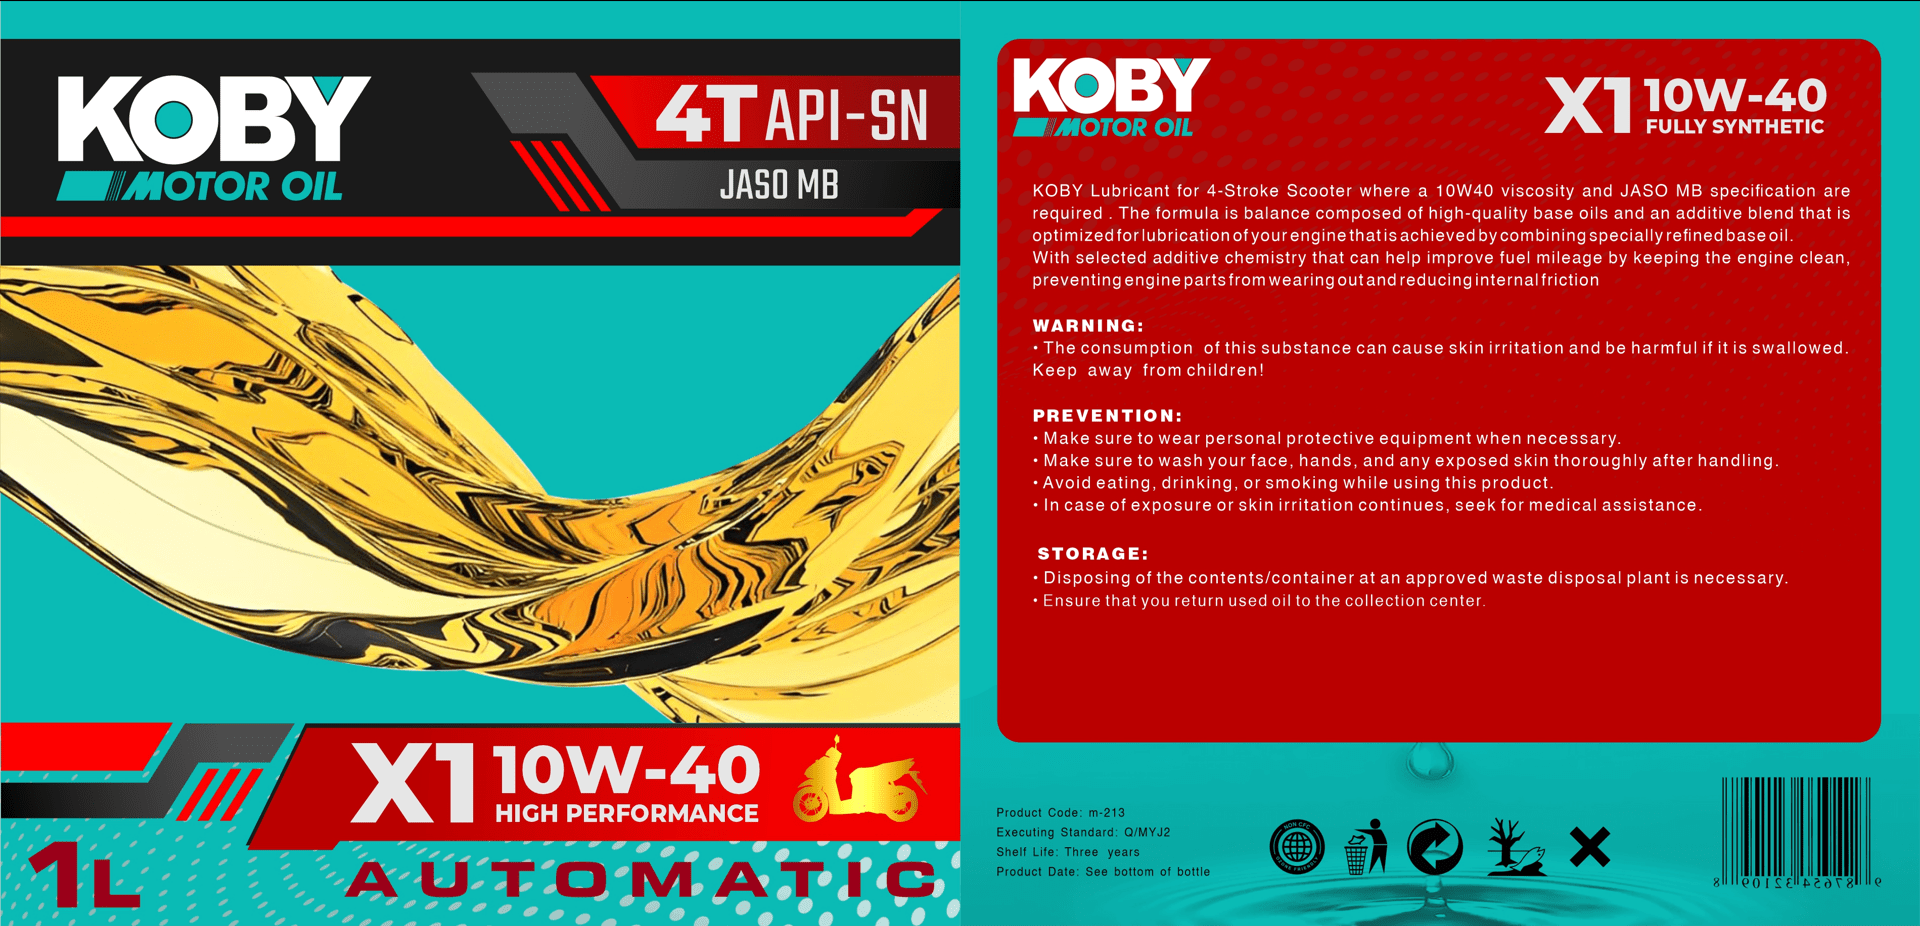 KOBY
MOTOR OIL
4T API-SN
JASO MB
X1 10W-40
HIGH PERFORMANCE
1L
AUTOMATIC
KOBY
MOTOR OIL
X1 10W-40
FULLY SYNTHETIC
KOBY Lubricant for 4-Stroke Scooter where a 10W40 viscosity and JASO MB specification are
required . The formula is balance composed of high-quality base oils and an additive blend that is
optimized for lubrication of your engine that is achieved by combining specially refined base oil.
With selected additive chemistry that can help improve fuel mileage by keeping the engine clean,
preventing engine parts from wearing out and reducing internal friction
WARNING:
• The consumption of this substance can cause skin irritation and be harmful if it is swallowed.
Keep away from children!
PREVENTION:
• Make sure to wear personal protective equipment when necessary.
• Make sure to wash your face, hands, and any exposed skin thoroughly after handling.
• Avoid eating, drinking, or smoking while using this product.
• In case of exposure or skin irritation continues, seek for medical assistance.
STORAGE:
• Disposing of the contents/container at an approved waste disposal plant is necessary.
• Ensure that you return used oil to the collection center.
Product Code: m-213
Executing Standard: Q/MYJ2
Shelf Life: Three years
Product Date: See bottom of bottle
NON CFC
9 876543 210918